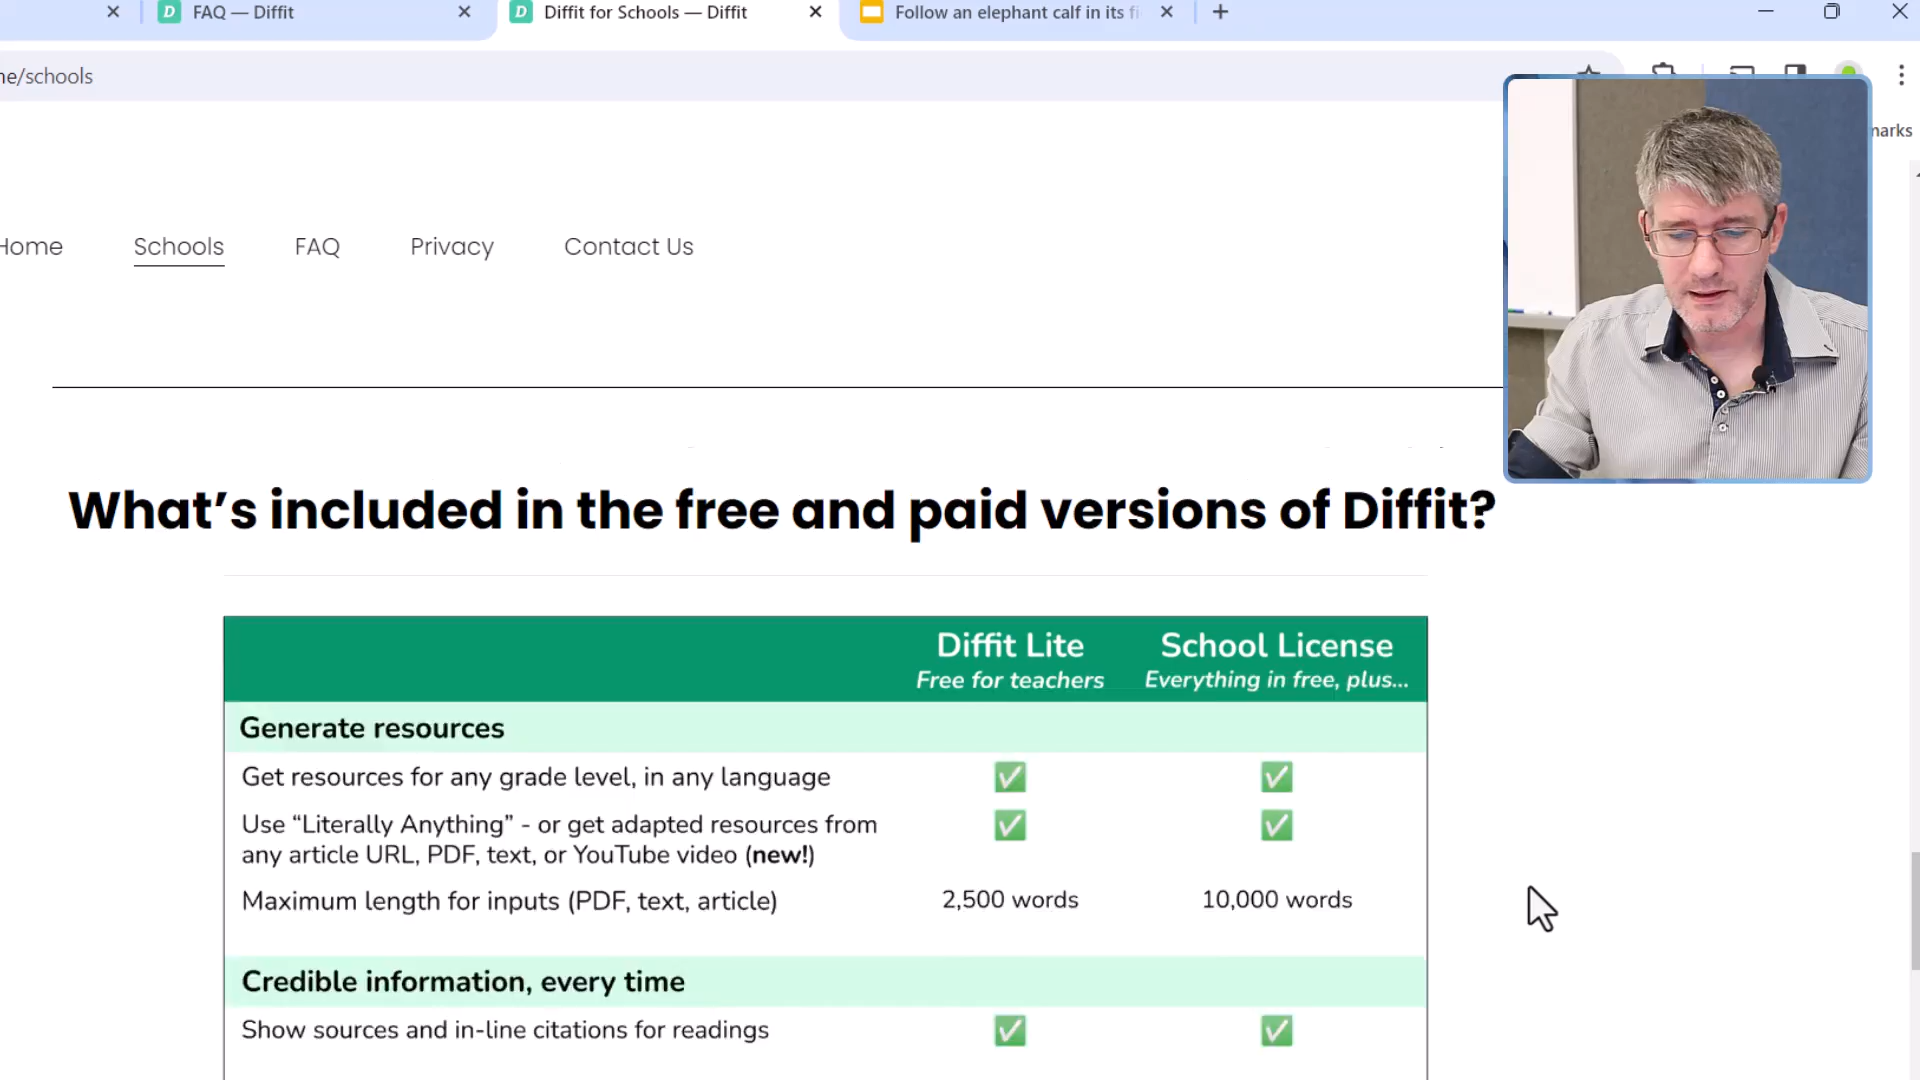 FAQ — Diffit
Diffit for Schools — Diffit
Follow an elephant calf in its fi
ne/schools
marks
Home
Schools
FAQ
Privacy
Contact Us
What's included in the free and paid versions of Diffit?
Diffit Lite
School License
Free for teachers
Everything in free, plus...
Generate resources
Get resources for any grade level, in any language
Use “Literally Anything” - or get adapted resources from
any article URL, PDF, text, or YouTube video (new!)
Maximum length for inputs (PDF, text, article)
2,500 words
10,000 words
Credible information, every time
Show sources and in-line citations for readings